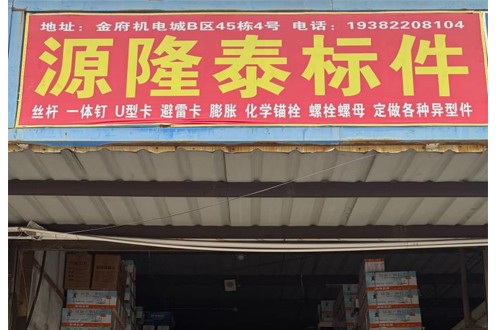 地址：金府机电城B区45栋4号 电话：19382208104
源隆泰标件
丝杆 一体钉 U型卡 避雷卡 膨胀 化学锚栓 螺栓螺母 定做各种异型件